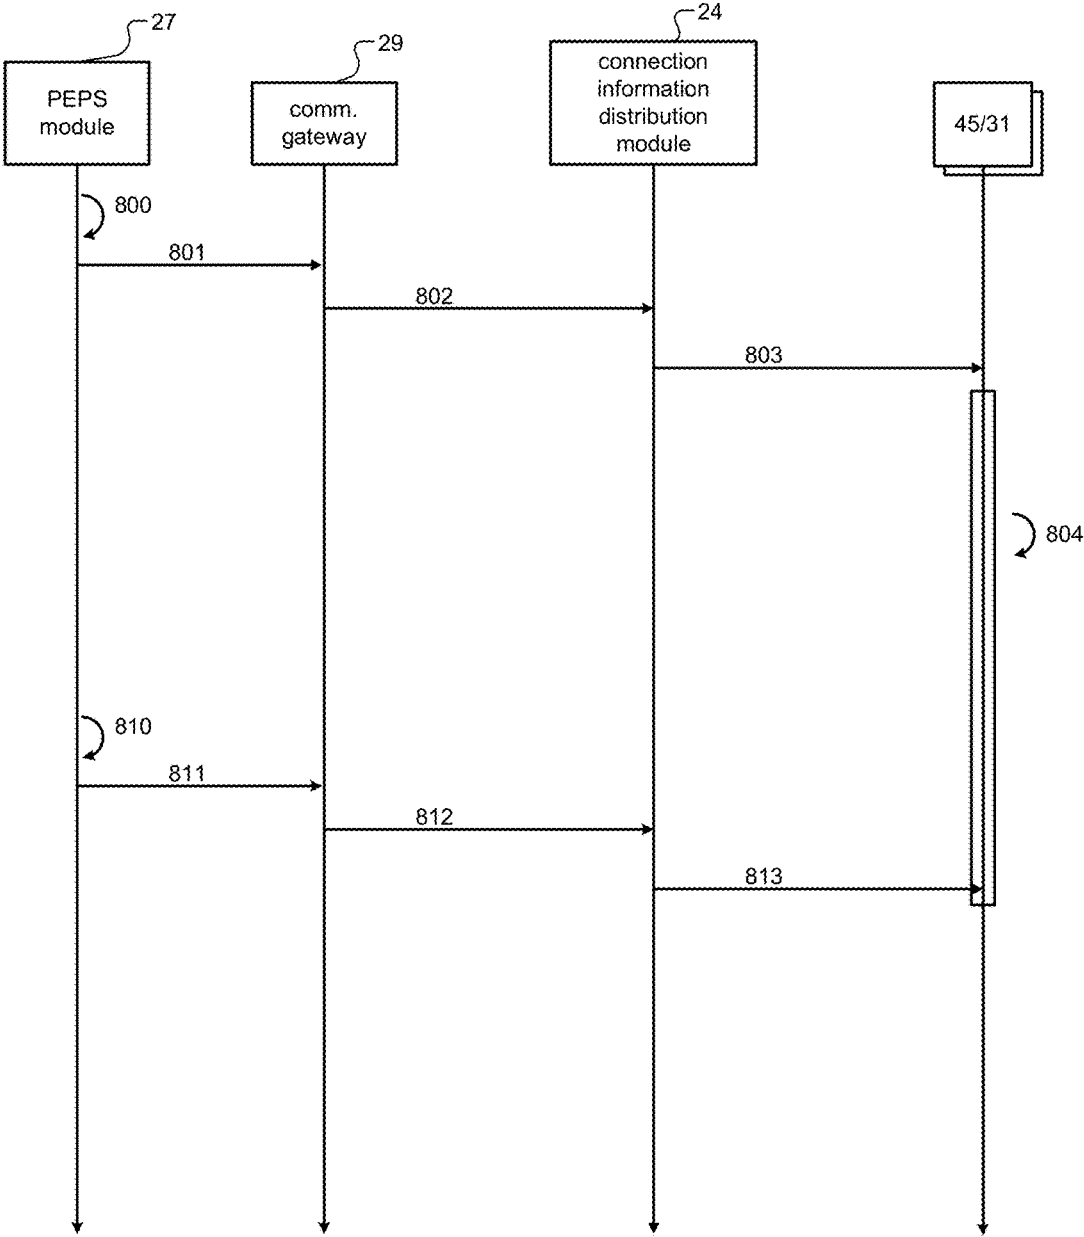 27
29
24
PEPS
module
comm.
gateway
connection
information
distribution
module
45/31
800
801
802
803
804
810
811
812
813